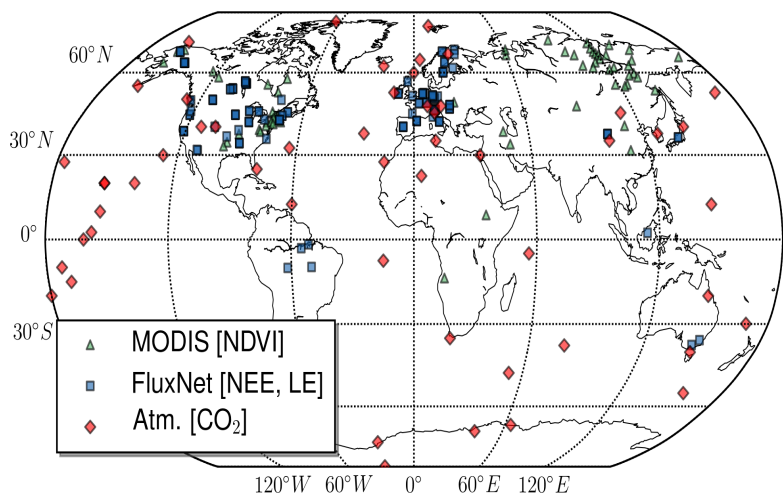 60°N
30°N
0°
30°S
MODIS [NDVI]
FluxNet [NEE, LE]
Atm. [CO₂]
120°W 60°W 0° 60°E 120°E